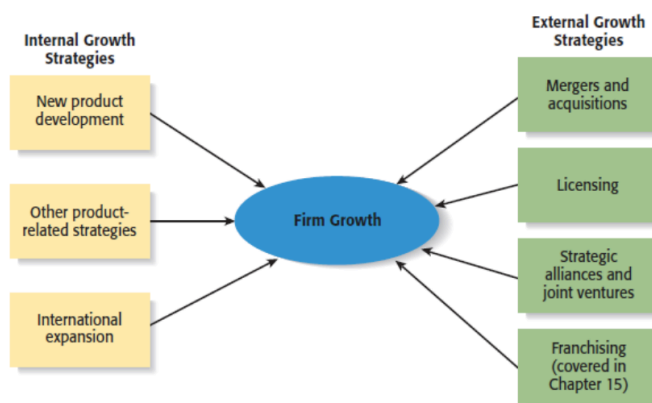 Internal Growth
Strategies
New product
development
Other product-
related strategies
International
expansion
Firm Growth
External Growth
Strategies
Mergers and
acquisitions
Licensing
Strategic
alliances and
joint ventures
Franchising
(covered in
Chapter 15)